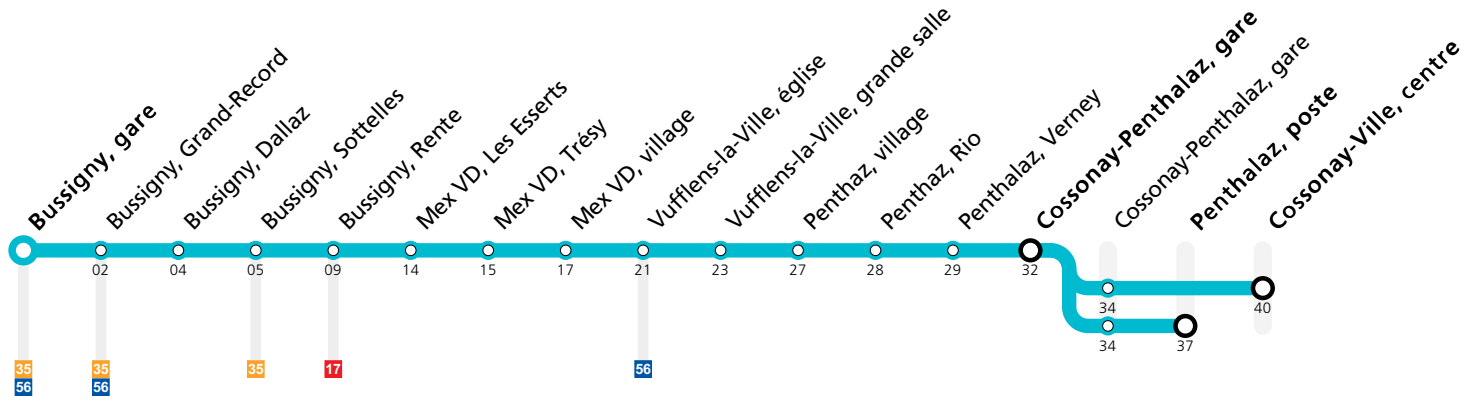 Bussigny, gare
Bussigny, Grand-Record
Bussigny, Dallaz
Bussigny, Sottelles
Bussigny, Rente
Mex VD, Les Esserts
Mex VD, Trésy
Mex VD, village
Vufflens-la-Ville, église
Vufflens-la-Ville, grande salle
Penthaz, village
Penthaz, Rio
Penthalaz, Verney
Cossonay-Penthalaz, gare
Cossonay-Penthalaz, gare
Penthalaz, poste
Cossonay-Ville, centre
02 04 05 09 14 15 17 21 23 27 28 29 32
34 40
34 37
35 35 35 17 56
56 56